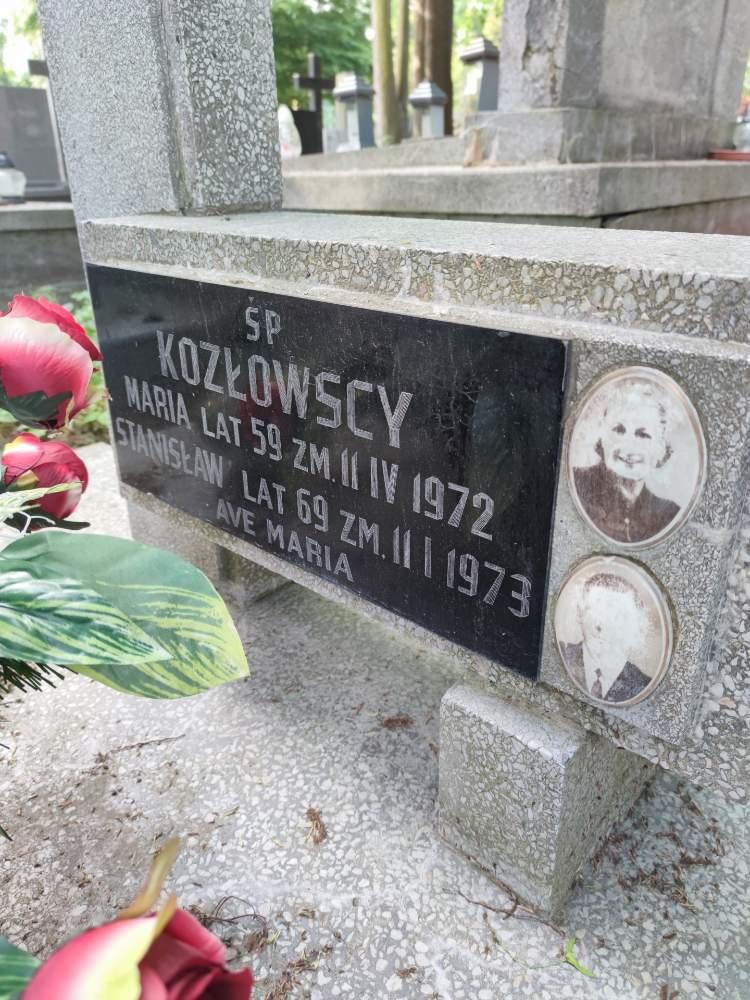 ŚP
KOZŁOWSCY
MARIA LAT 59 ZM. 11 IV 1972
STANISŁAW LAT 69 ZM. 11 I 1973
AVE MARIA